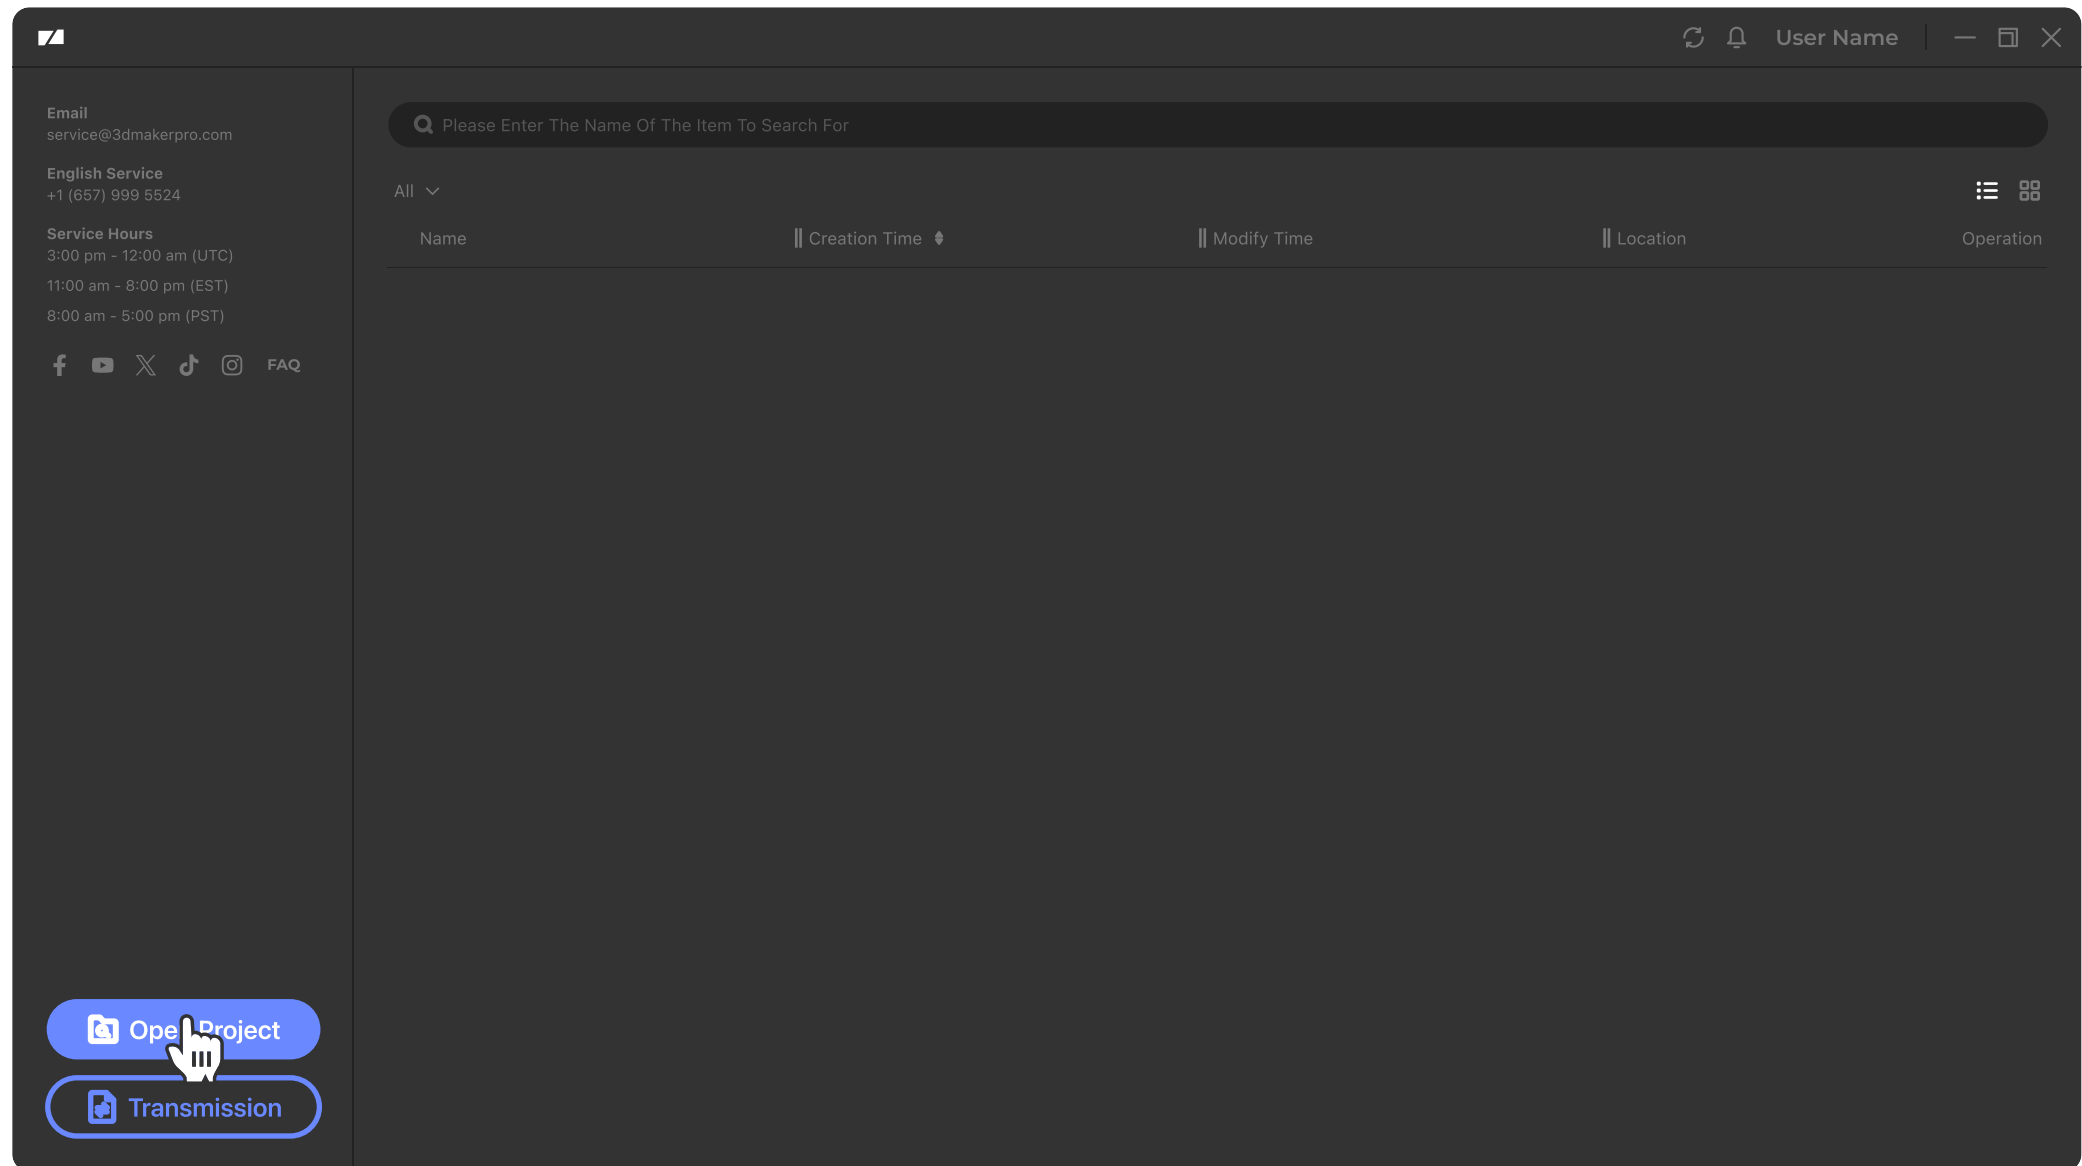 User Name
Email
service@3dmakerpro.com
English Service
+1 (657) 999 5524
Service Hours
3:00 pm - 12:00 am (UTC)
11:00 am - 8:00 pm (EST)
8:00 am - 5:00 pm (PST)
FAQ
Please Enter The Name Of The Item To Search For
All
Name Creation Time Modify Time Location Operation
Open Project
Transmission